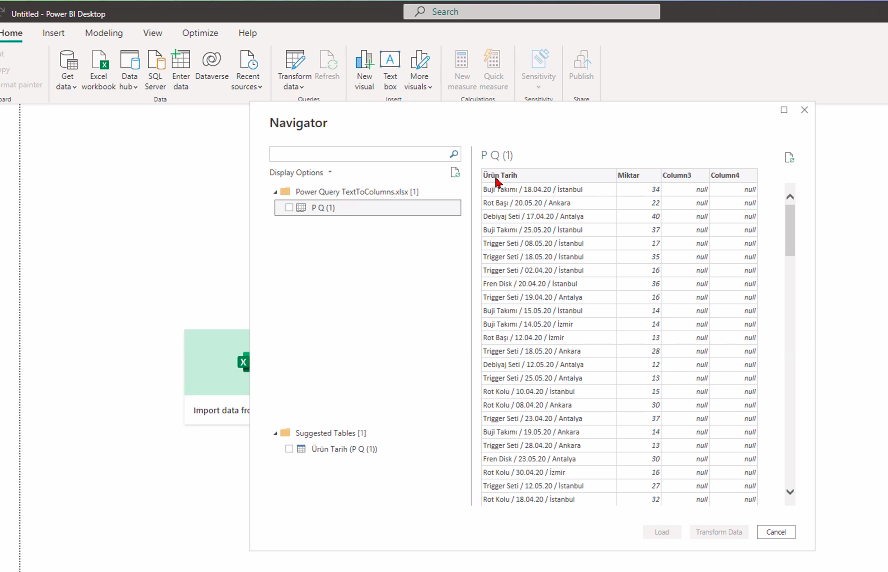 Untitled - Power BI Desktop
Search
Home Insert Modeling View Optimize Help
Get data
Excel workbook
Data hub
SQL Server
Enter data
Dataverse
Recent sources
Transform data
Refresh
New visual
Text box
More visuals
New measure
Quick measure
Sensitivity
Publish
format painter
Data
Queries
Insert
Calculations
Sensitivity
Share
Import data
Navigator
Display Options
Power Query TextToColumns.xlsx [1]
P Q (1)
Suggested Tables [1]
Ürün Tarih (P Q (1))
P Q (1)
Ürün Tarih Miktar Column3 Column4
Buji Takımı / 18.04.20 / İstanbul 34 null null
Rot Başı / 20.05.20 / Ankara 22 null null
Debiyaj Seti / 17.04.20 / Antalya 40 null null
Buji Takımı / 25.05.20 / İstanbul 37 null null
Trigger Seti / 08.05.20 / İstanbul 17 null null
Trigger Seti / 18.05.20 / İstanbul 35 null null
Trigger Seti / 02.04.20 / İstanbul 16 null null
Fren Disk / 20.04.20 / İstanbul 36 null null
Trigger Seti / 19.04.20 / Antalya 16 null null
Buji Takımı / 15.05.20 / İstanbul 14 null null
Buji Takımı / 14.05.20 / İzmir 14 null null
Rot Başı / 12.04.20 / İzmir 13 null null
Trigger Seti / 18.05.20 / Ankara 28 null null
Debiyaj Seti / 12.05.20 / Antalya 12 null null
Trigger Seti / 25.05.20 / Antalya 13 null null
Rot Kolu / 10.04.20 / İstanbul 15 null null
Rot Kolu / 08.04.20 / Ankara 30 null null
Trigger Seti / 23.04.20 / Antalya 37 null null
Buji Takımı / 19.05.20 / Ankara 14 null null
Trigger Seti / 28.04.20 / Ankara 13 null null
Fren Disk / 23.05.20 / Antalya 30 null null
Rot Kolu / 30.04.20 / İzmir 16 null null
Trigger Seti / 12.05.20 / İstanbul 27 null null
Rot Kolu / 18.04.20 / İstanbul 32 null null
Load
Transform Data
Cancel